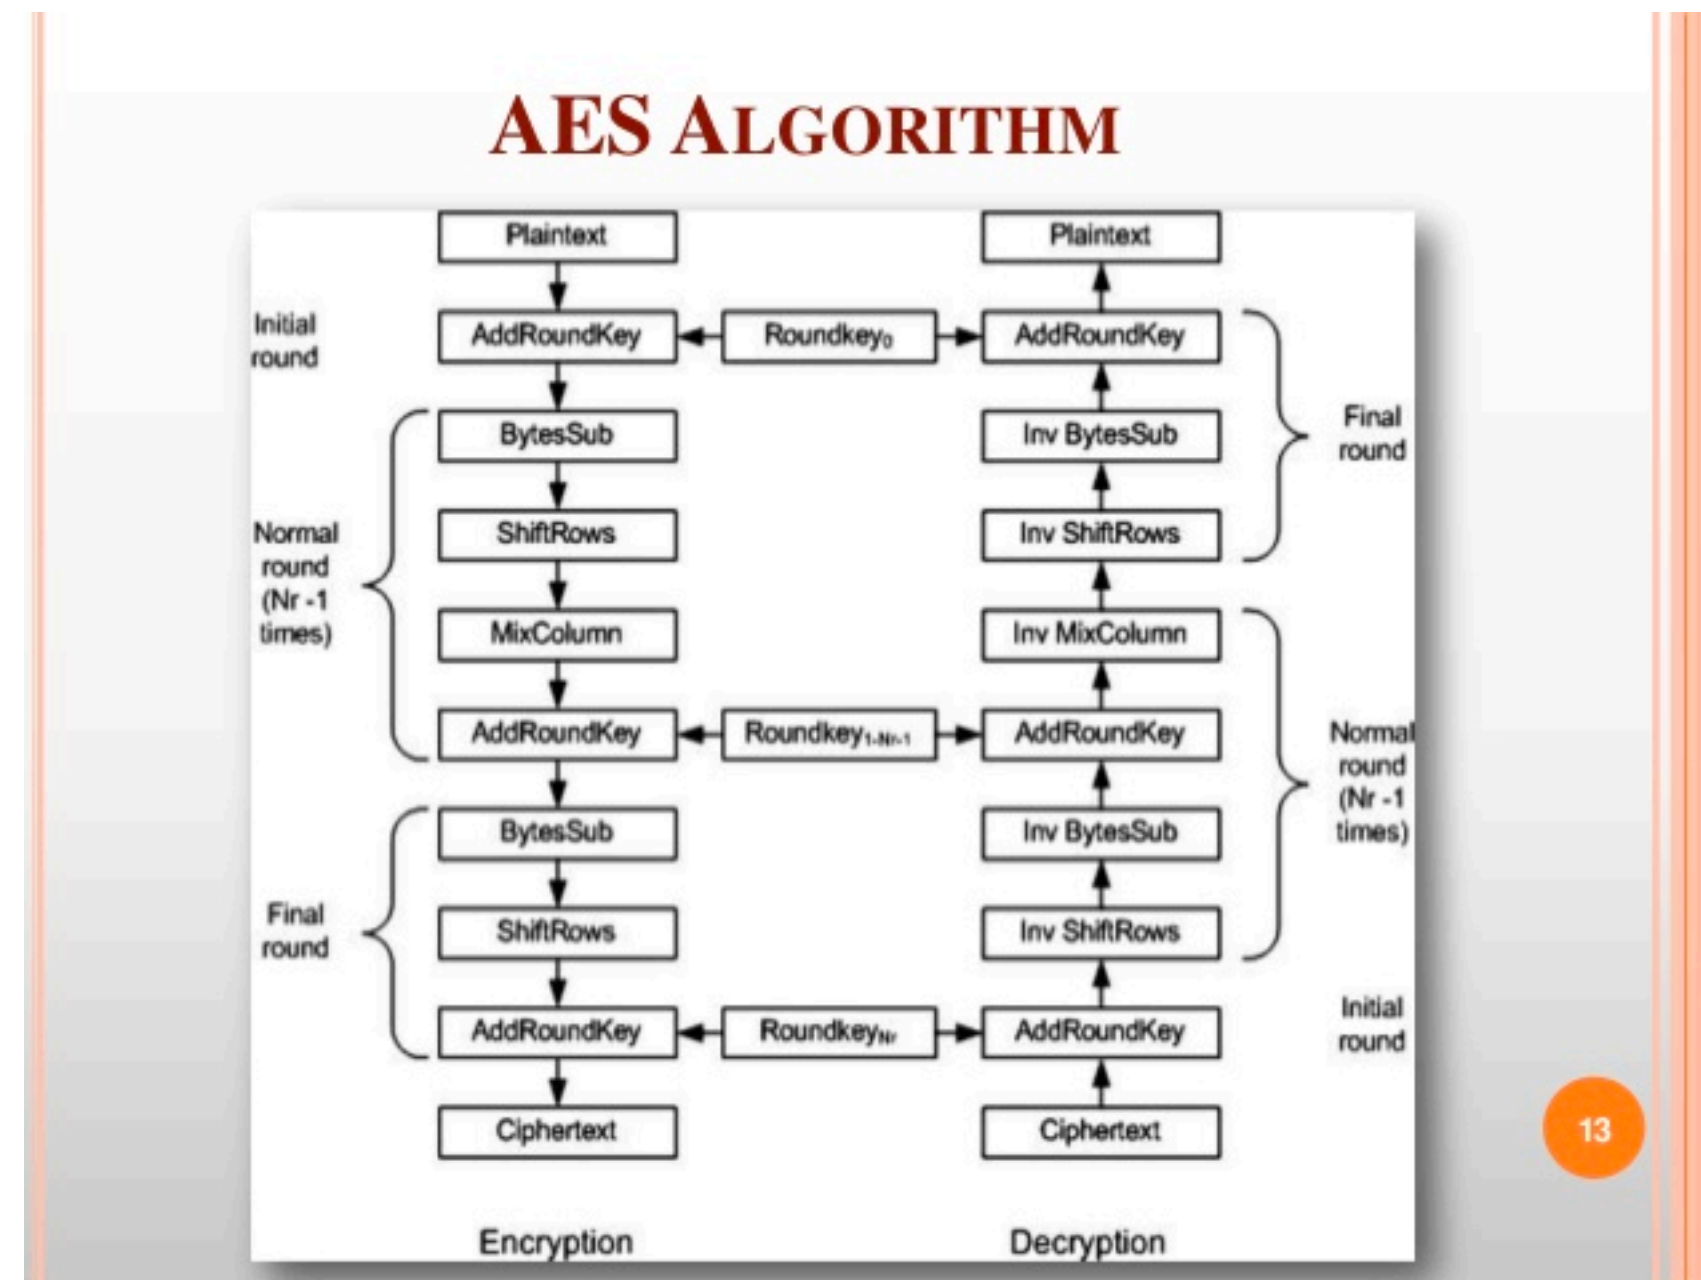 AES ALGORITHM
Plaintext
Plaintext
Initial
round
AddRoundKey
Roundkey0
AddRoundKey
BytesSub
Inv BytesSub
Final
round
ShiftRows
Inv ShiftRows
Normal
round
(Nr -1
times)
MixColumn
Inv MixColumn
AddRoundKey
Roundkey1-Nr-1
AddRoundKey
Normal
round
(Nr -1
times)
BytesSub
Inv BytesSub
Final
round
ShiftRows
Inv ShiftRows
AddRoundKey
RoundkeyNr
AddRoundKey
Initial
round
Ciphertext
Ciphertext
13
Encryption
Decryption